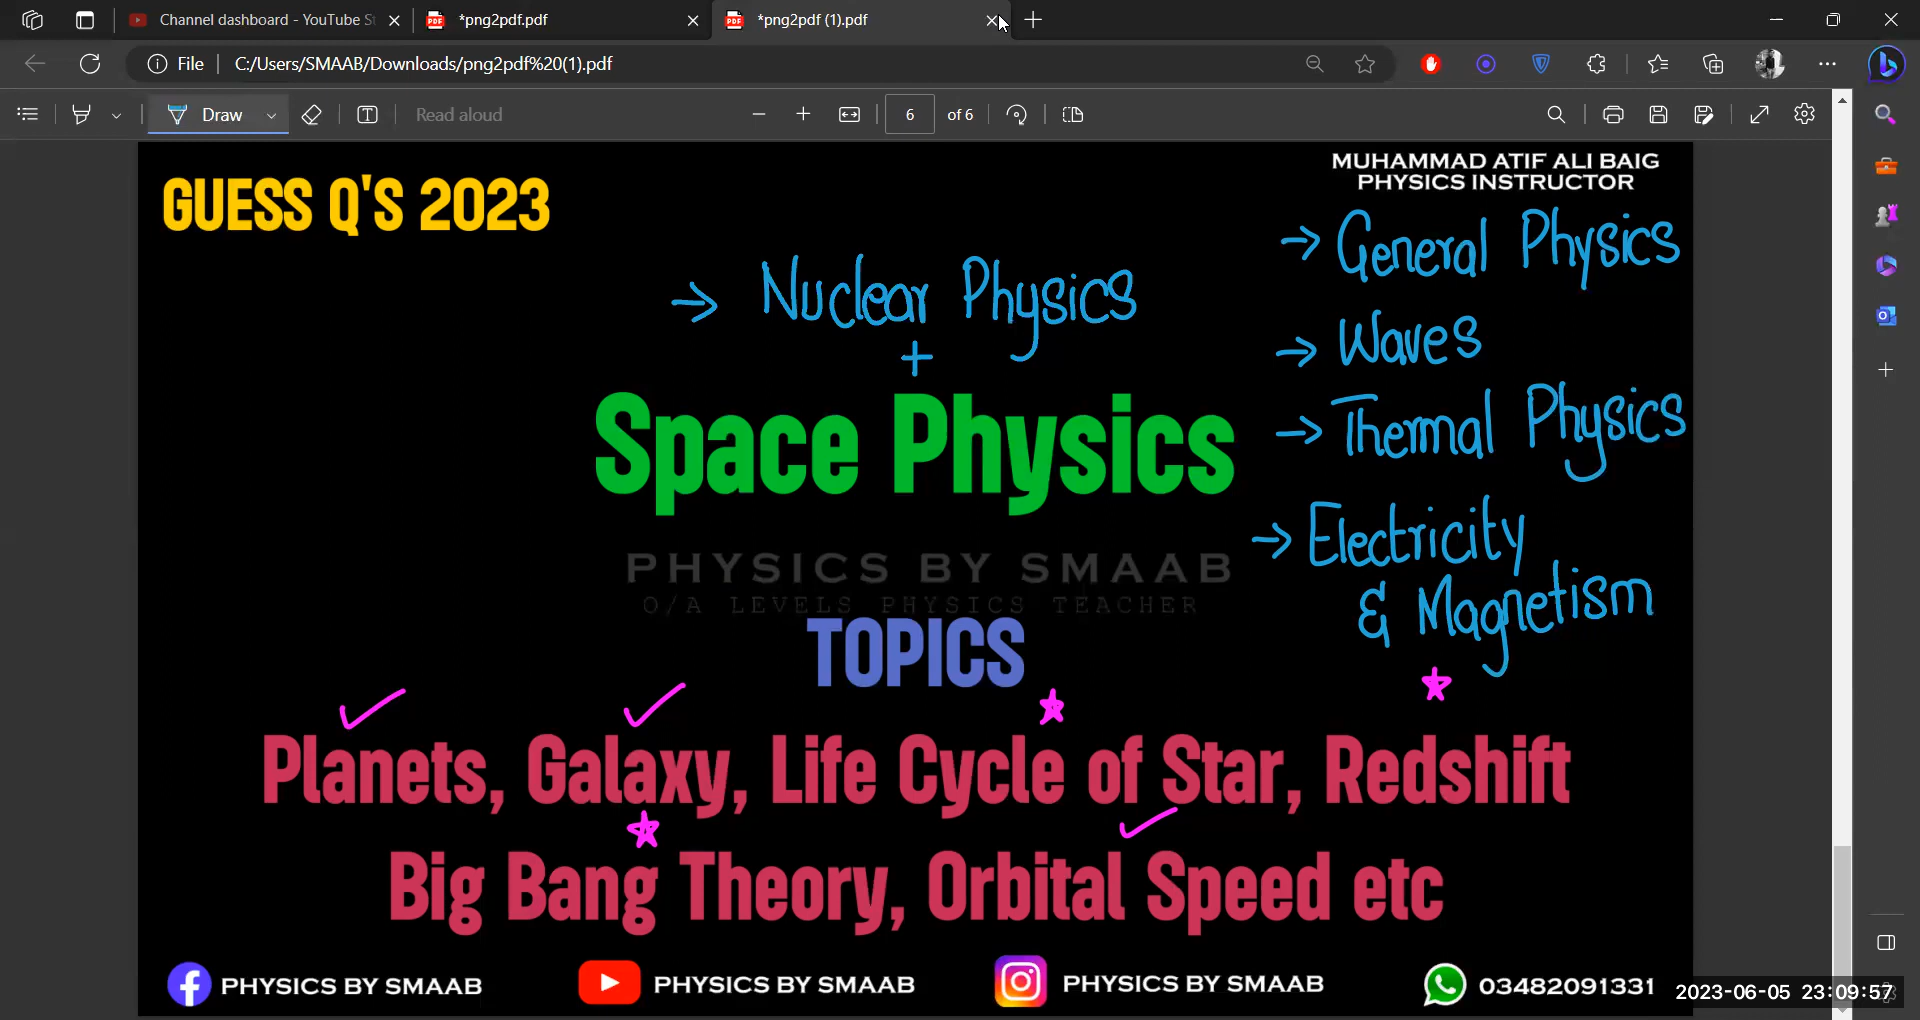 Channel dashboard - YouTube St
*png2pdf.pdf
*png2pdf (1).pdf
File
C:/Users/SMAAB/Downloads/png2pdf%20(1).pdf
Draw
Read aloud
6
of 6
MUHAMMAD ATIF ALI BAIG
PHYSICS INSTRUCTOR
GUESS Q'S 2023
→ General Physics
→ Nuclear Physics
+
→ Waves
Space Physics
→ Thermal Physics
→ Electricity
& Magnetism
PHYSICS BY SMAAB
O/A LEVELS PHYSICS TEACHER
TOPICS
Planets, Galaxy, Life Cycle of Star, Redshift
Big Bang Theory, Orbital Speed etc
PHYSICS BY SMAAB
PHYSICS BY SMAAB
PHYSICS BY SMAAB
03482091331
2023-06-05 23:09:57